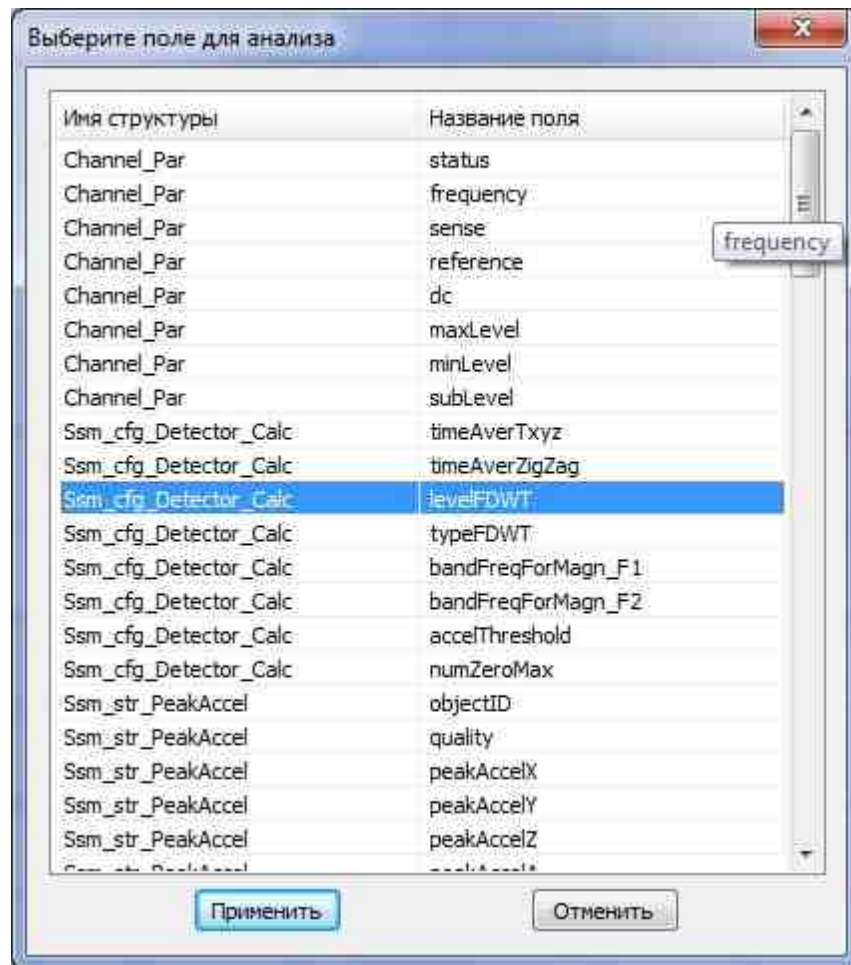 Выберите поле для анализа
Имя структуры Название поля
Channel_Par status
Channel_Par frequency
Channel_Par sense
frequency
Channel_Par reference
Channel_Par dc
Channel_Par maxLevel
Channel_Par minLevel
Channel_Par subLevel
Ssm_cfg_Detector_Calc timeAverTxyz
Ssm_cfg_Detector_Calc timeAverZigZag
Ssm_cfg_Detector_Calc levelFDWT
Ssm_cfg_Detector_Calc typeFDWT
Ssm_cfg_Detector_Calc bandFreqForMagn_F1
Ssm_cfg_Detector_Calc bandFreqForMagn_F2
Ssm_cfg_Detector_Calc accelThreshold
Ssm_cfg_Detector_Calc numZeroMax
Ssm_str_PeakAccel objectID
Ssm_str_PeakAccel quality
Ssm_str_PeakAccel peakAccelX
Ssm_str_PeakAccel peakAccelY
Ssm_str_PeakAccel peakAccelZ
Применить Отменить